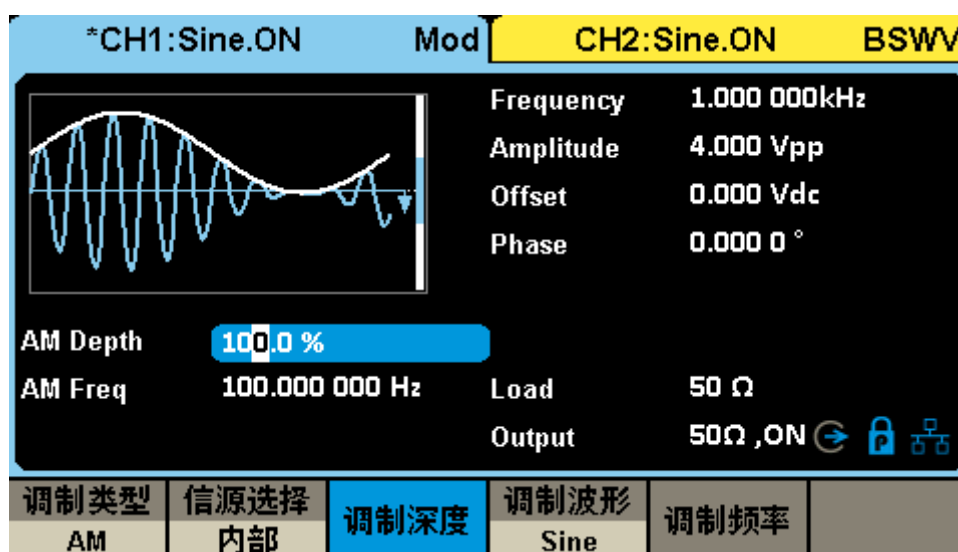 *CH1:Sine.ON Mod CH2:Sine.ON BSWV
Frequency 1.000 000kHz
Amplitude 4.000 Vpp
Offset 0.000 Vdc
Phase 0.000 0 °
AM Depth 100.0 %
AM Freq 100.000 000 Hz Load 50 Ω
Output 50Ω ,ON P
调制类型 信源选择 调制深度 调制波形 调制频率
AM 内部 Sine